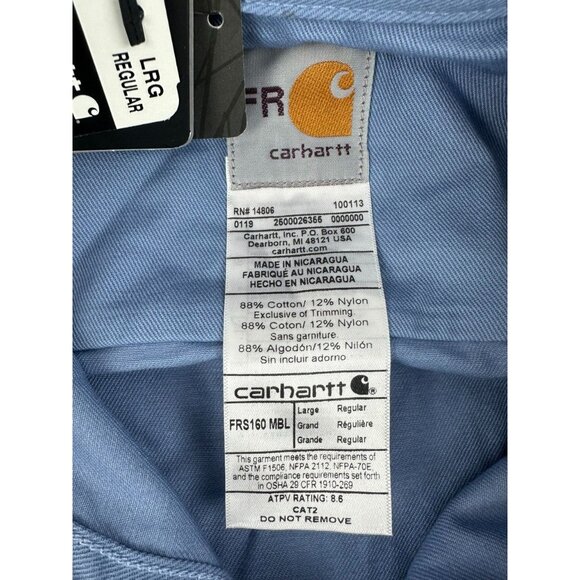 LRG
REGULAR
FR
carhartt
RN# 14806 100113
0119 2500026355 0000000
Carhartt, Inc. P.O. Box 600
Dearborn, MI 48121 USA
carhartt.com
MADE IN NICARAGUA
FABRIQUÉ AU NICARAGUA
HECHO EN NICARAGUA
88% Cotton/ 12% Nylon
Exclusive of Trimming.
88% Coton/ 12% Nylon
Sans garniture
88% Algodón/12% Nilón
Sin incluir adorno
carhartt
FRS160 MBL
Large Regular
Grand Régulière
Grande Regular
This garment meets the requirements of
ASTM F1506, NFPA 2112, NFPA-70E,
and the compliance requirements set forth
in OSHA 29 CFR 1910-269
ATPV RATING: 8.6
CAT2
DO NOT REMOVE